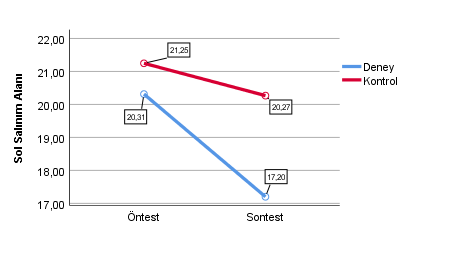 22,00
21,00
20,00
19,00
18,00
17,00
Sol Salınım Alanı
21,25
20,31
20,27
17,20
Öntest
Sontest
Deney
Kontrol